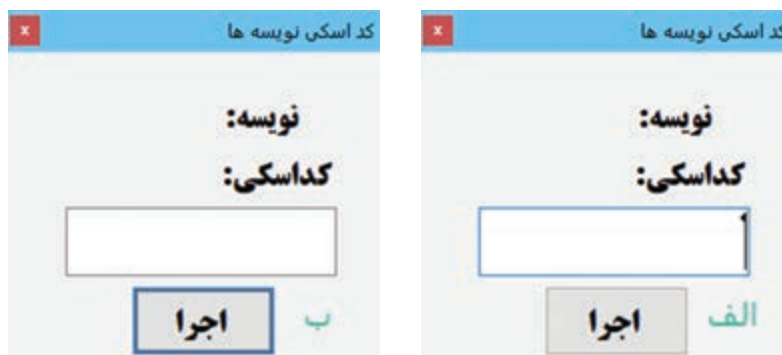 کد اسکی نویسه ها
نویسه:
کداسکی:
اجرا
الف
کد اسکی نویسه ها
نویسه:
کداسکی:
اجرا
ب